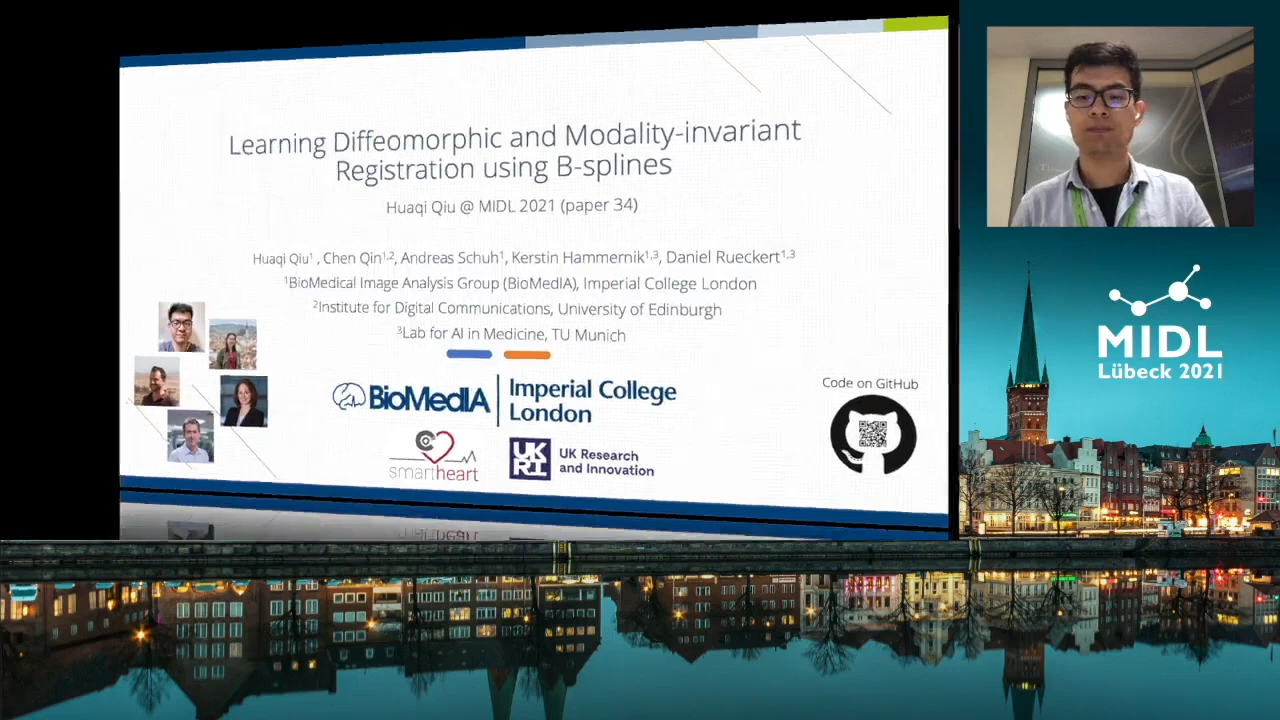 Learning Diffeomorphic and Modality-invariant
Registration using B-splines
Huaqi Qiu @ MIDL 2021 (paper 34)
Huaqi Qiu¹ , Chen Qin¹,², Andreas Schuh¹, Kerstin Hammernik¹,³, Daniel Rueckert¹,³
¹BioMedical Image Analysis Group (BioMedIA), Imperial College London
²Institute for Digital Communications, University of Edinburgh
³Lab for AI in Medicine, TU Munich
BioMedIA
Imperial College
London
smartheart
UK
RI
UK Research
and Innovation
Code on GitHub
MIDL
Lübeck 2021